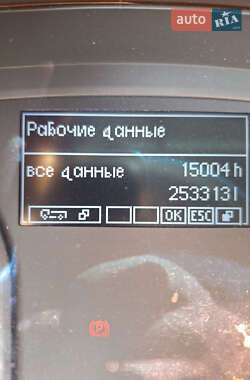 auto RIA
Рабочие данные
все данные 15004 h
2533131
OK ESC
(P)